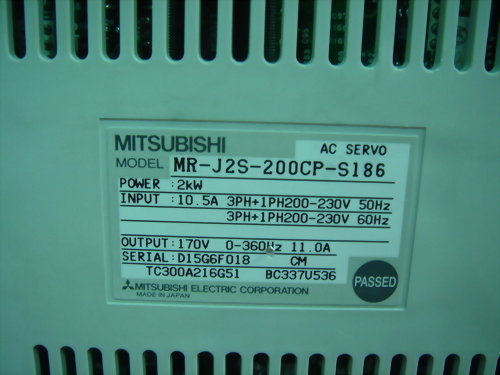 MITSUBISHI AC SERVO
MODEL MR-J2S-200CP-S186
POWER :2kW
INPUT :10.5A 3PH+1PH200-230V 50Hz
3PH+1PH200-230V 60Hz
OUTPUT:170V 0-360Hz 11.0A
SERIAL:D15G6F018 CM
TC300A216G51 BC337U536
MITSUBISHI ELECTRIC CORPORATION
MADE IN JAPAN
PASSED